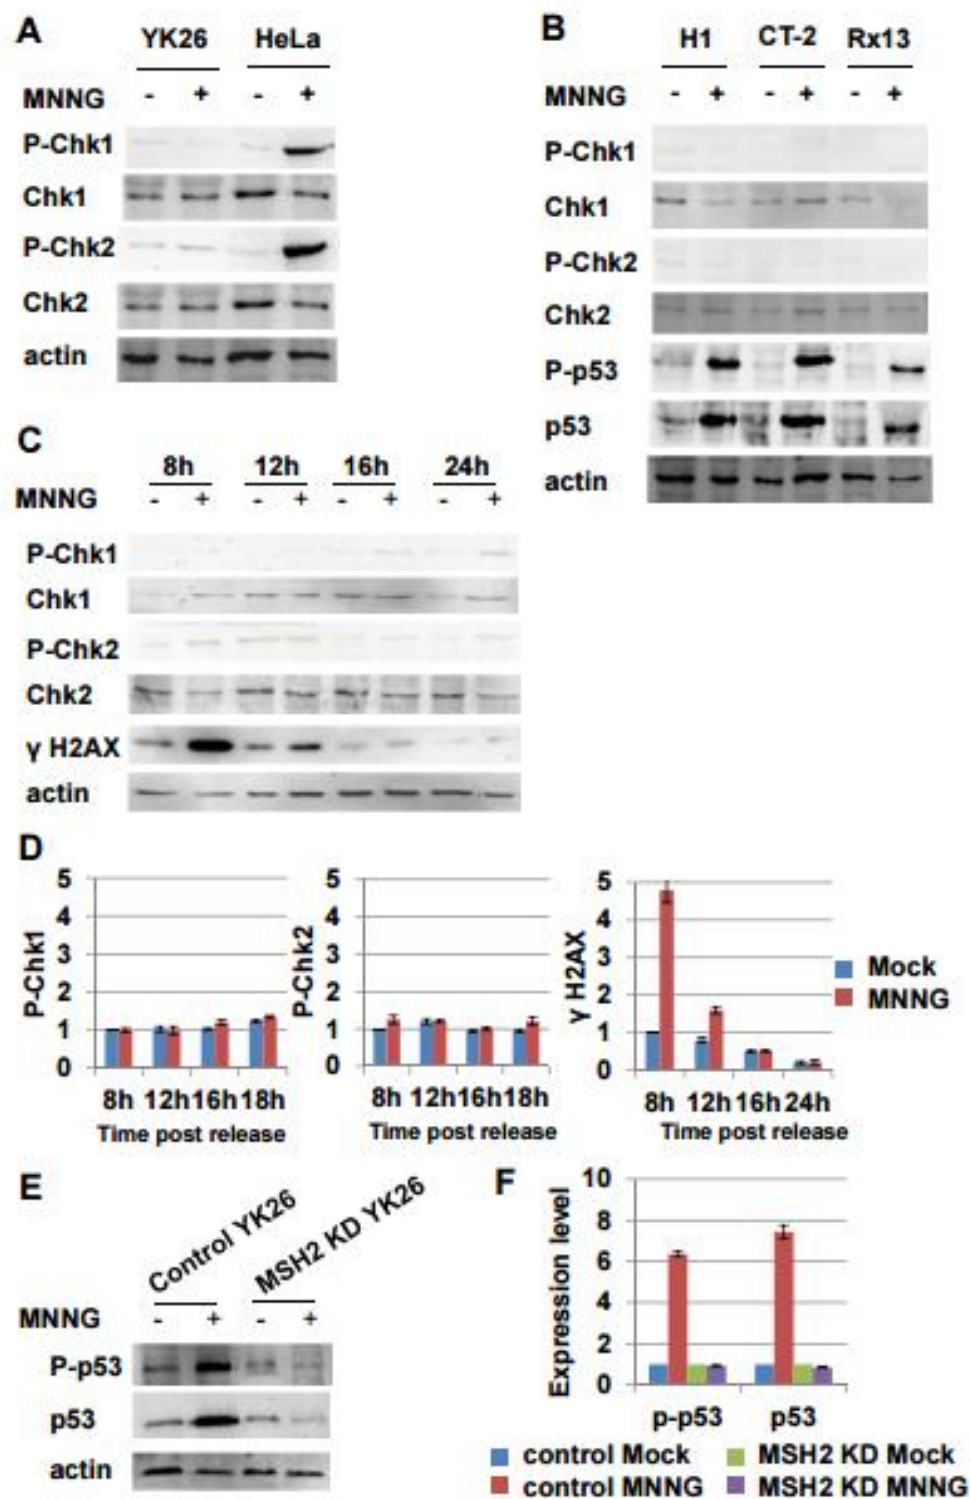 A
YK26 HeLa
MNNG - + - +
P-Chk1
Chk1
P-Chk2
Chk2
actin
B
H1 CT-2 Rx13
MNNG - + - + - +
P-Chk1
Chk1
P-Chk2
Chk2
P-p53
p53
actin
C
8h 12h 16h 24h
MNNG - + - + - + - +
P-Chk1
Chk1
P-Chk2
Chk2
γ H2AX
actin
D
P-Chk1
5
4
3
2
1
0
8h 12h 16h 18h
Time post release
P-Chk2
5
4
3
2
1
0
8h 12h 16h 18h
Time post release
γ H2AX
5
4
3
2
1
0
8h 12h 16h 24h
Time post release
Mock
MNNG
E
Control YK26
MSH2 KD YK26
MNNG - + - +
P-p53
p53
actin
F
Expression level
10
8
6
4
2
0
p-p53 p53
control Mock MSH2 KD Mock
control MNNG MSH2 KD MNNG